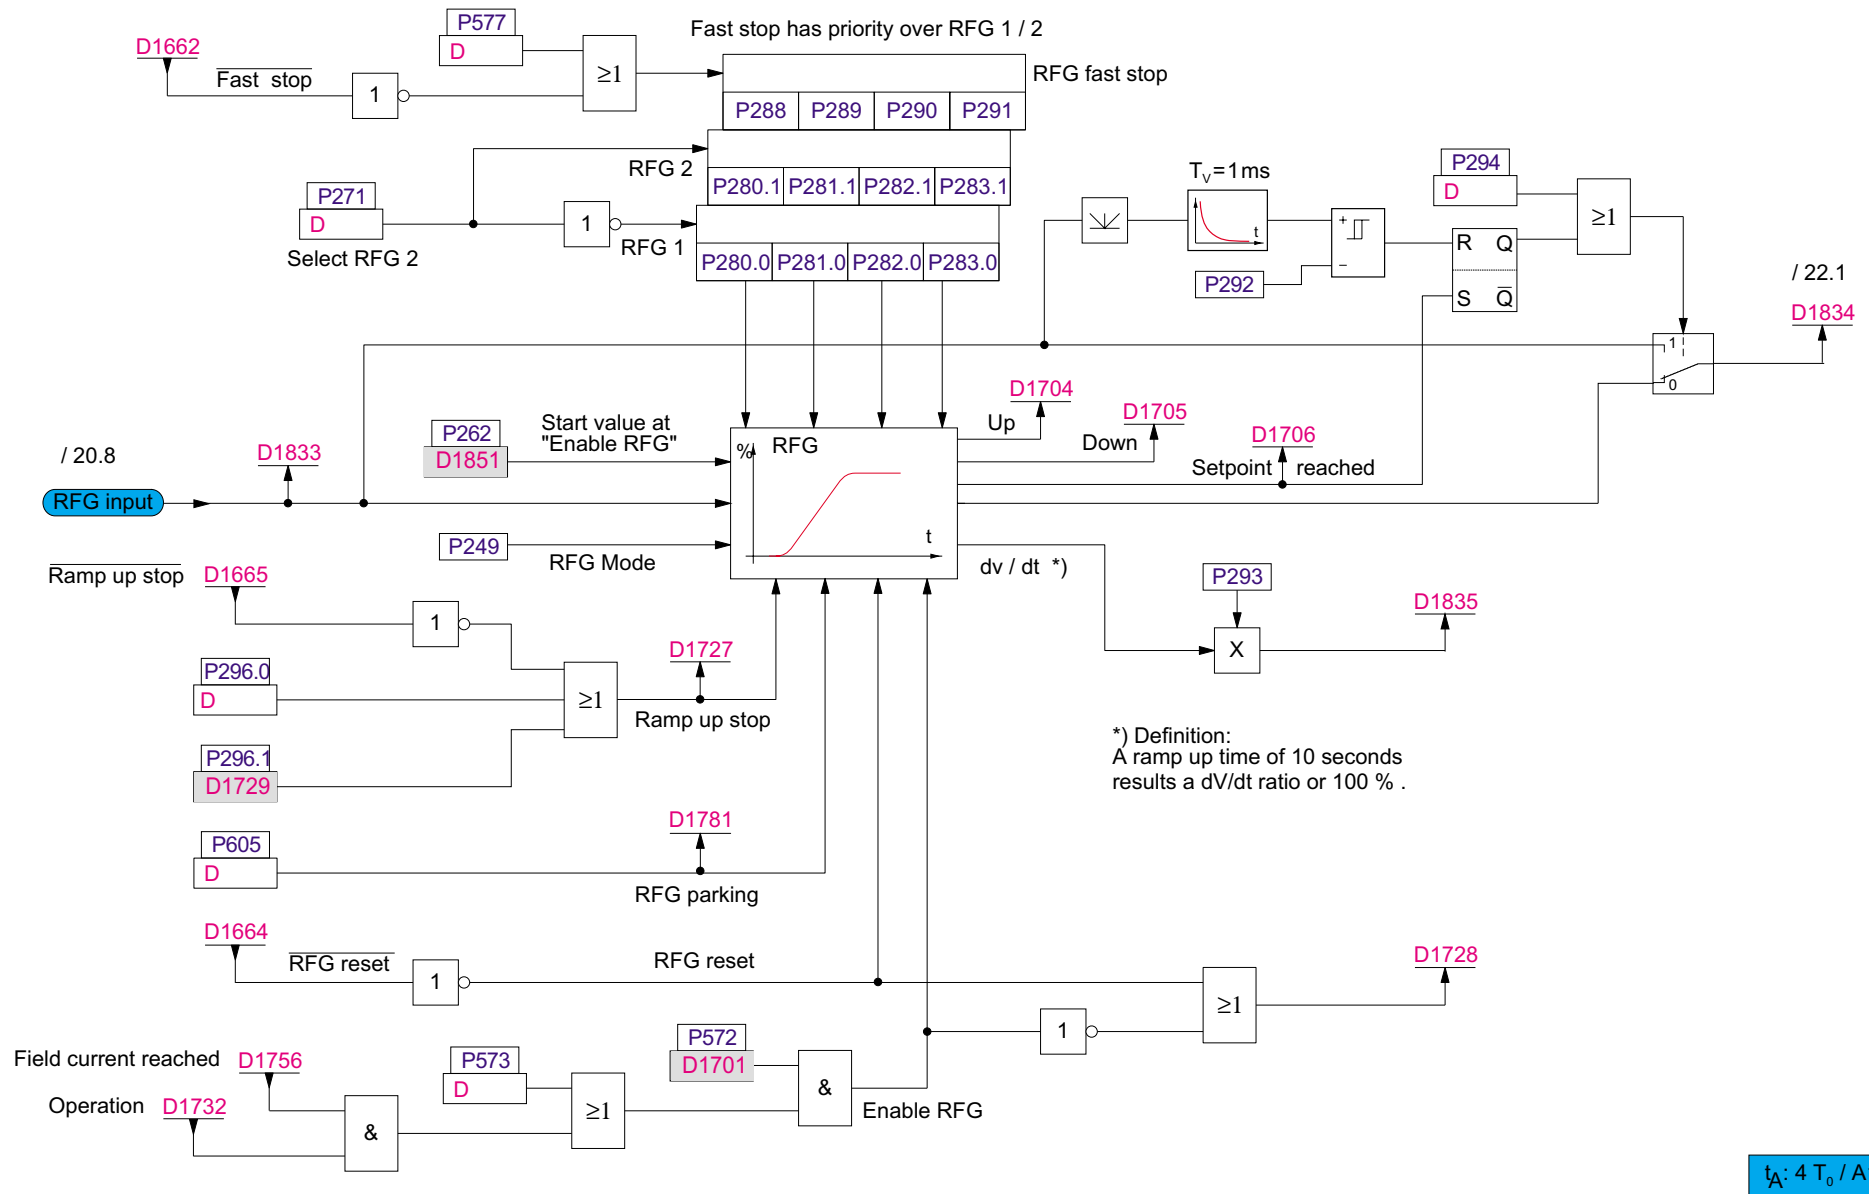 Fast stop has priority over RFG 1 / 2
D1662
P577
D
Fast stop
1
≥1
RFG fast stop
P288 P289 P290 P291
RFG 2
P280.1 P281.1 P282.1 P283.1
P271
D
Select RFG 2
1
RFG 1
P280.0 P281.0 P282.0 P283.0
TV = 1 ms
t
+
–
P292
R Q
S Q̅
P294
D
≥1
/ 22.1
D1834
1
0
/ 20.8
RFG input
D1833
P262
D1851
Start value at
"Enable RFG"
P249
RFG Mode
%
RFG
t
Up
D1704
Down
D1705
D1706
Setpoint reached
dv / dt *)
P293
X
D1835
Ramp up stop
D1665
1
P296.0
D
P296.1
D1729
≥1
D1727
Ramp up stop
*) Definition:
A ramp up time of 10 seconds
results a dV/dt ratio or 100 % .
P605
D
D1781
RFG parking
D1664
RFG reset
1
RFG reset
≥1
D1728
1
Field current reached
D1756
Operation
D1732
&
P573
D
≥1
P572
D1701
&
Enable RFG
tA: 4 T0 / A